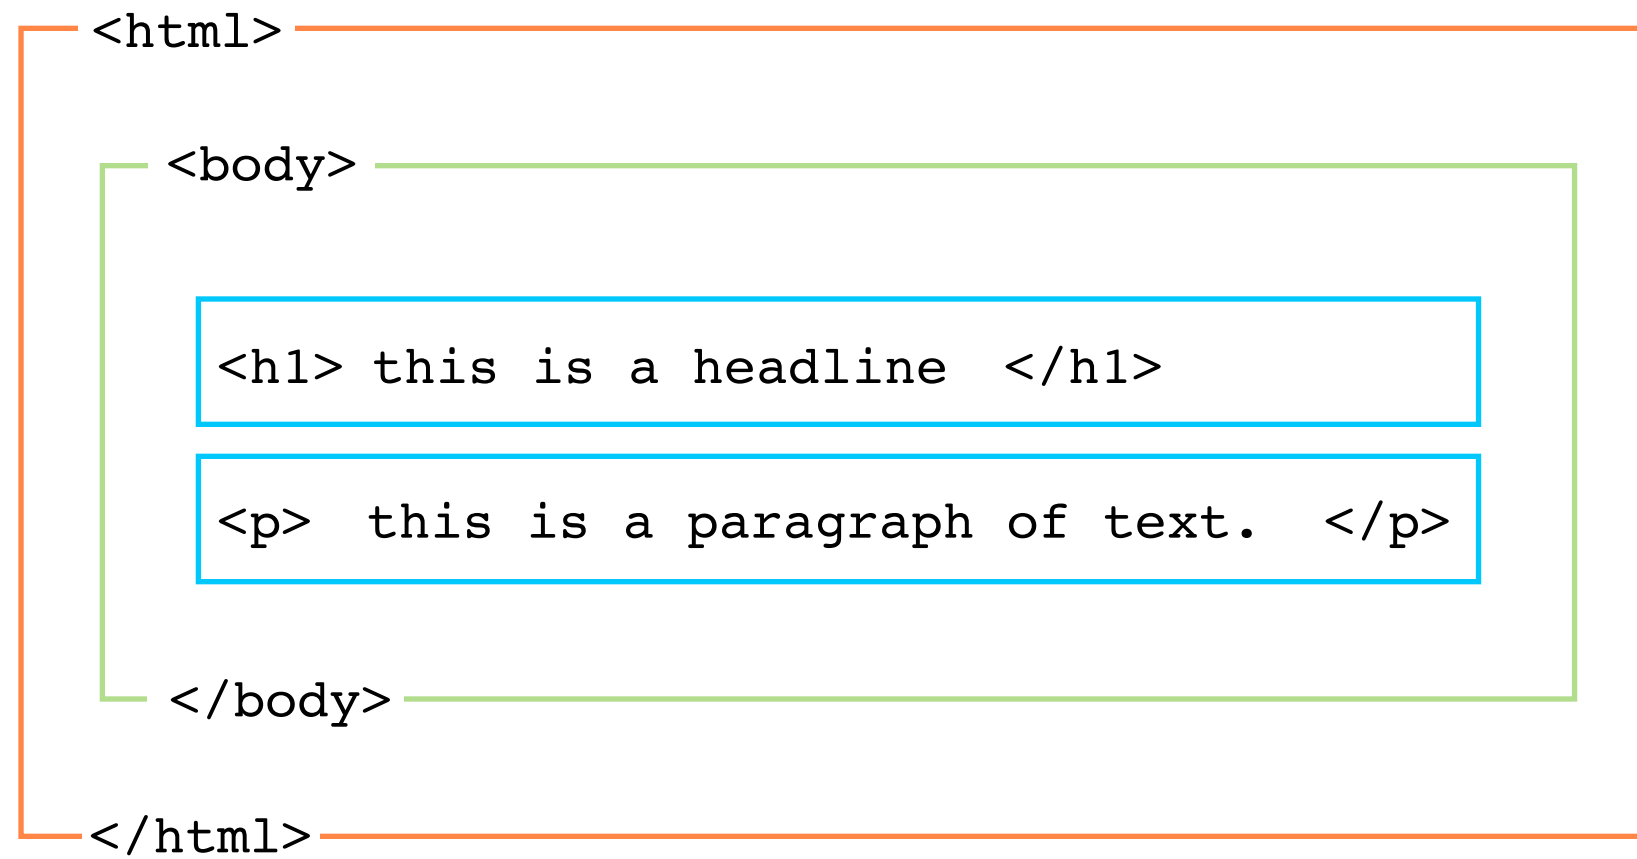 <html>
<body>
<h1> this is a headline </h1>
<p> this is a paragraph of text. </p>
</body>
</html>